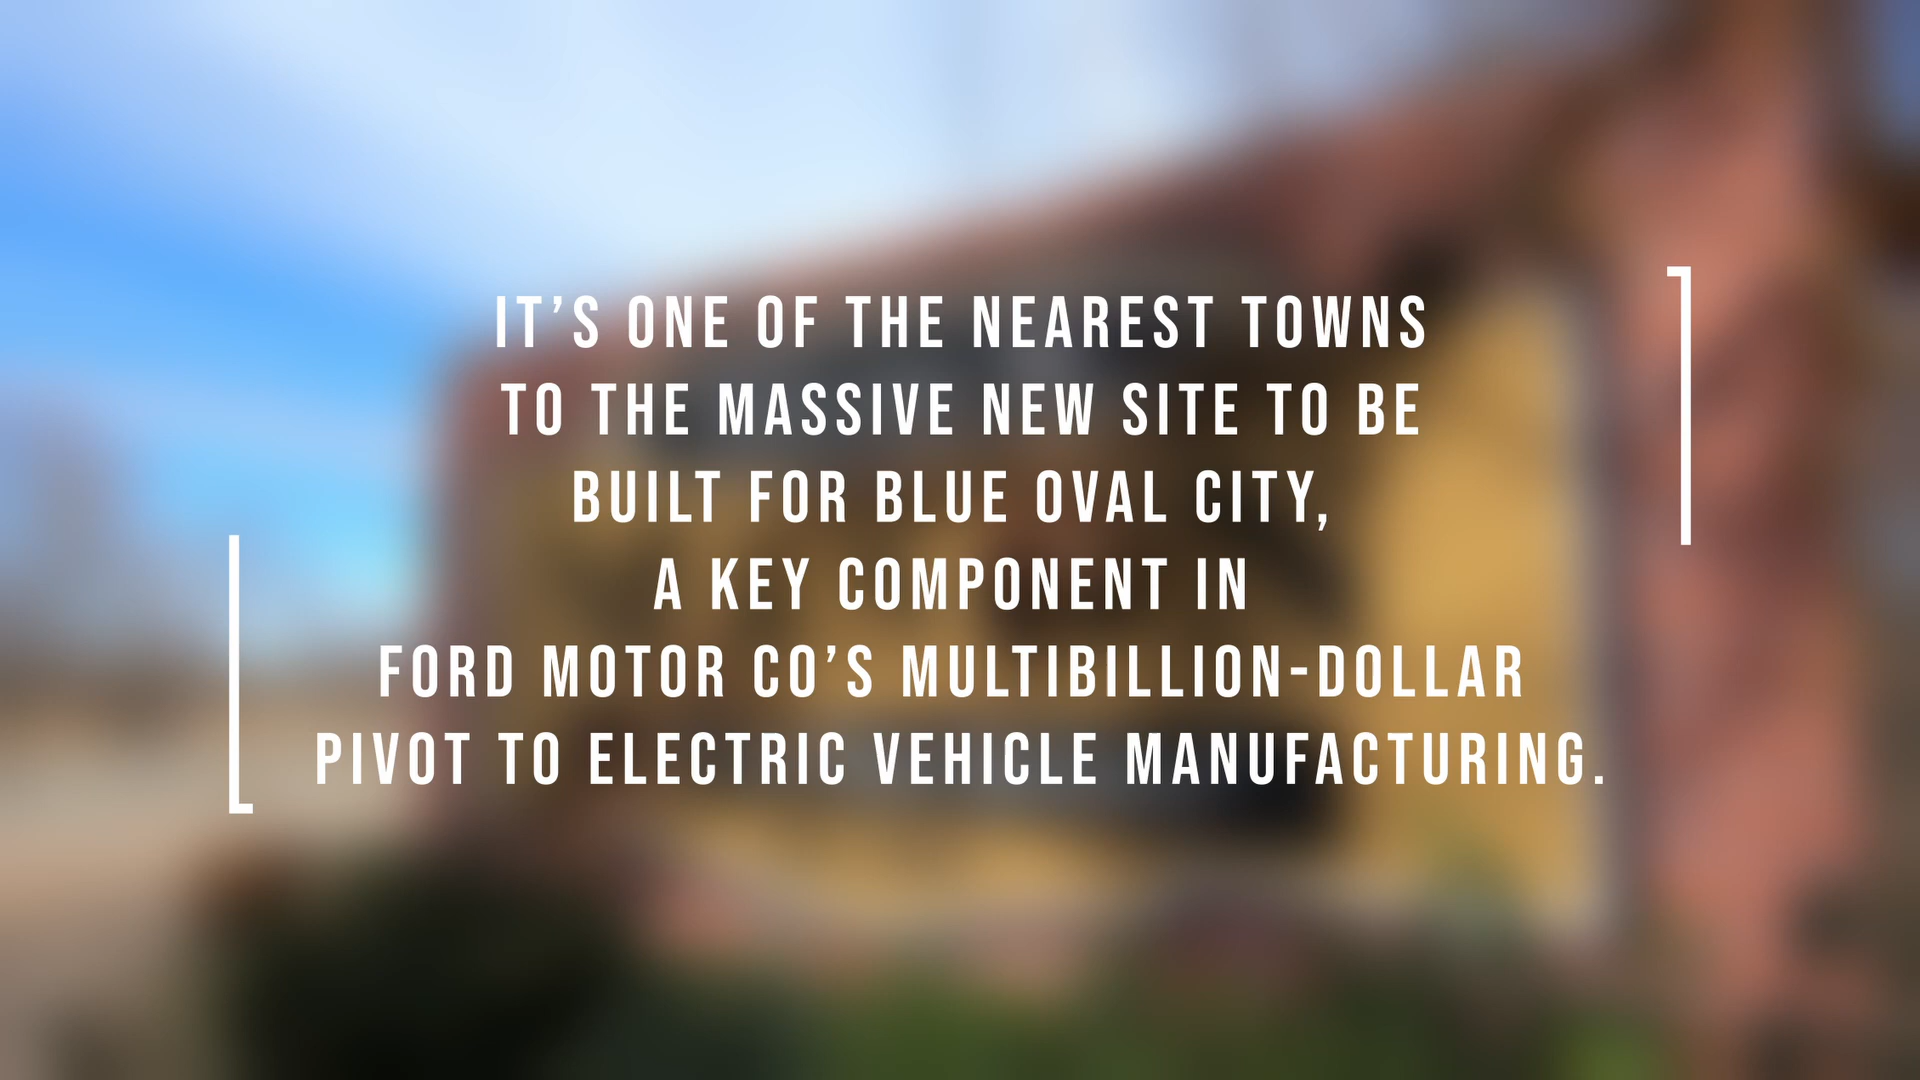 IT’S ONE OF THE NEAREST TOWNS
TO THE MASSIVE NEW SITE TO BE
BUILT FOR BLUE OVAL CITY,
A KEY COMPONENT IN
FORD MOTOR CO’S MULTIBILLION-DOLLAR
PIVOT TO ELECTRIC VEHICLE MANUFACTURING.